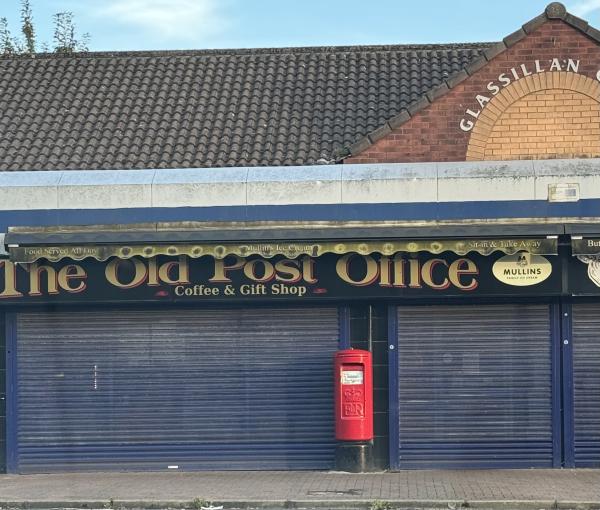 GLASSILLAN
Food Served All Day
Mullin's Ice Cream
Sit-in & Take Away
The Old Post Office
Coffee & Gift Shop
MULLINS
E R